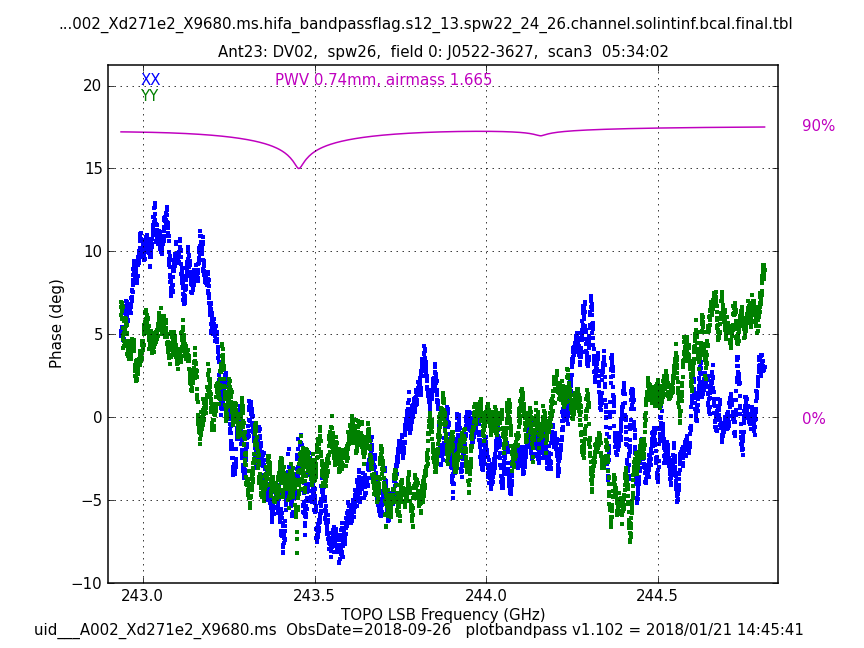 ...002_Xd271e2_X9680.ms.hifa_bandpassflag.s12_13.spw22_24_26.channel.solintinf.bcal.final.tbl
Ant23: DV02, spw26, field 0: J0522-3627, scan3 05:34:02
XX
PWV 0.74mm, airmass 1.665
YY
20
15
10
5
0
−5
−10
Phase (deg)
90%
0%
243.0 243.5 244.0 244.5
TOPO LSB Frequency (GHz)
uid___A002_Xd271e2_X9680.ms ObsDate=2018-09-26 plotbandpass v1.102 = 2018/01/21 14:45:41